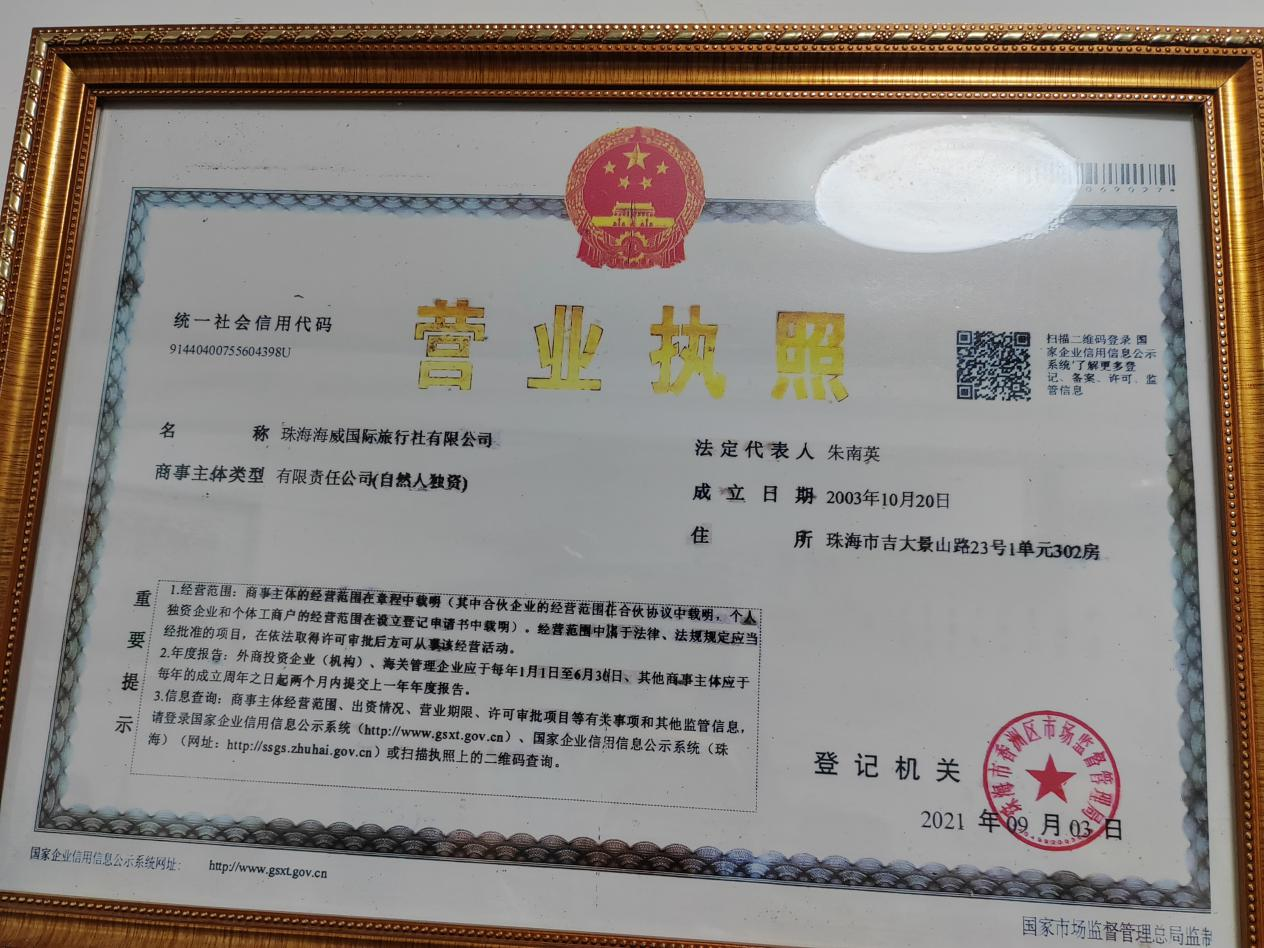 营业执照
统一社会信用代码
91440400755604398U
扫描二维码登录 国
家企业信用信息公示
系统'了解更多登
记、备案、许可、监
管信息
名 称 珠海海威国际旅行社有限公司
商事主体类型 有限责任公司(自然人独资)
法定代表人 朱南英
成立日期 2003年10月20日
住 所 珠海市吉大景山路23号1单元302房
重要提示
1.经营范围：商事主体的经营范围在章程中载明（其中合伙企业的经营范围在合伙协议中载明，个人
独资企业和个体工商户的经营范围在设立登记申请书中载明）。经营范围中属于法律、法规规定应当
经批准的项目，在依法取得许可审批后方可从事该经营活动。
2.年度报告：外商投资企业（机构）、海关管理企业应于每年1月1日至6月30日、其他商事主体应于
每年的成立周年之日起两个月内提交上一年年度报告。
3.信息查询：商事主体经营范围、出资情况、营业期限、许可审批项目等有关事项和其他监管信息，
请登录国家企业信用信息公示系统（http://www.gsxt.gov.cn）、国家企业信用信息公示系统（珠
海）（网址：http://ssgs.zhuhai.gov.cn）或扫描执照上的二维码查询。
登记机关
珠海市香洲区市场监督管理局
2021 年 09 月 03 日
国家企业信用信息公示系统网址： http://www.gsxt.gov.cn
国家市场监督管理总局监制